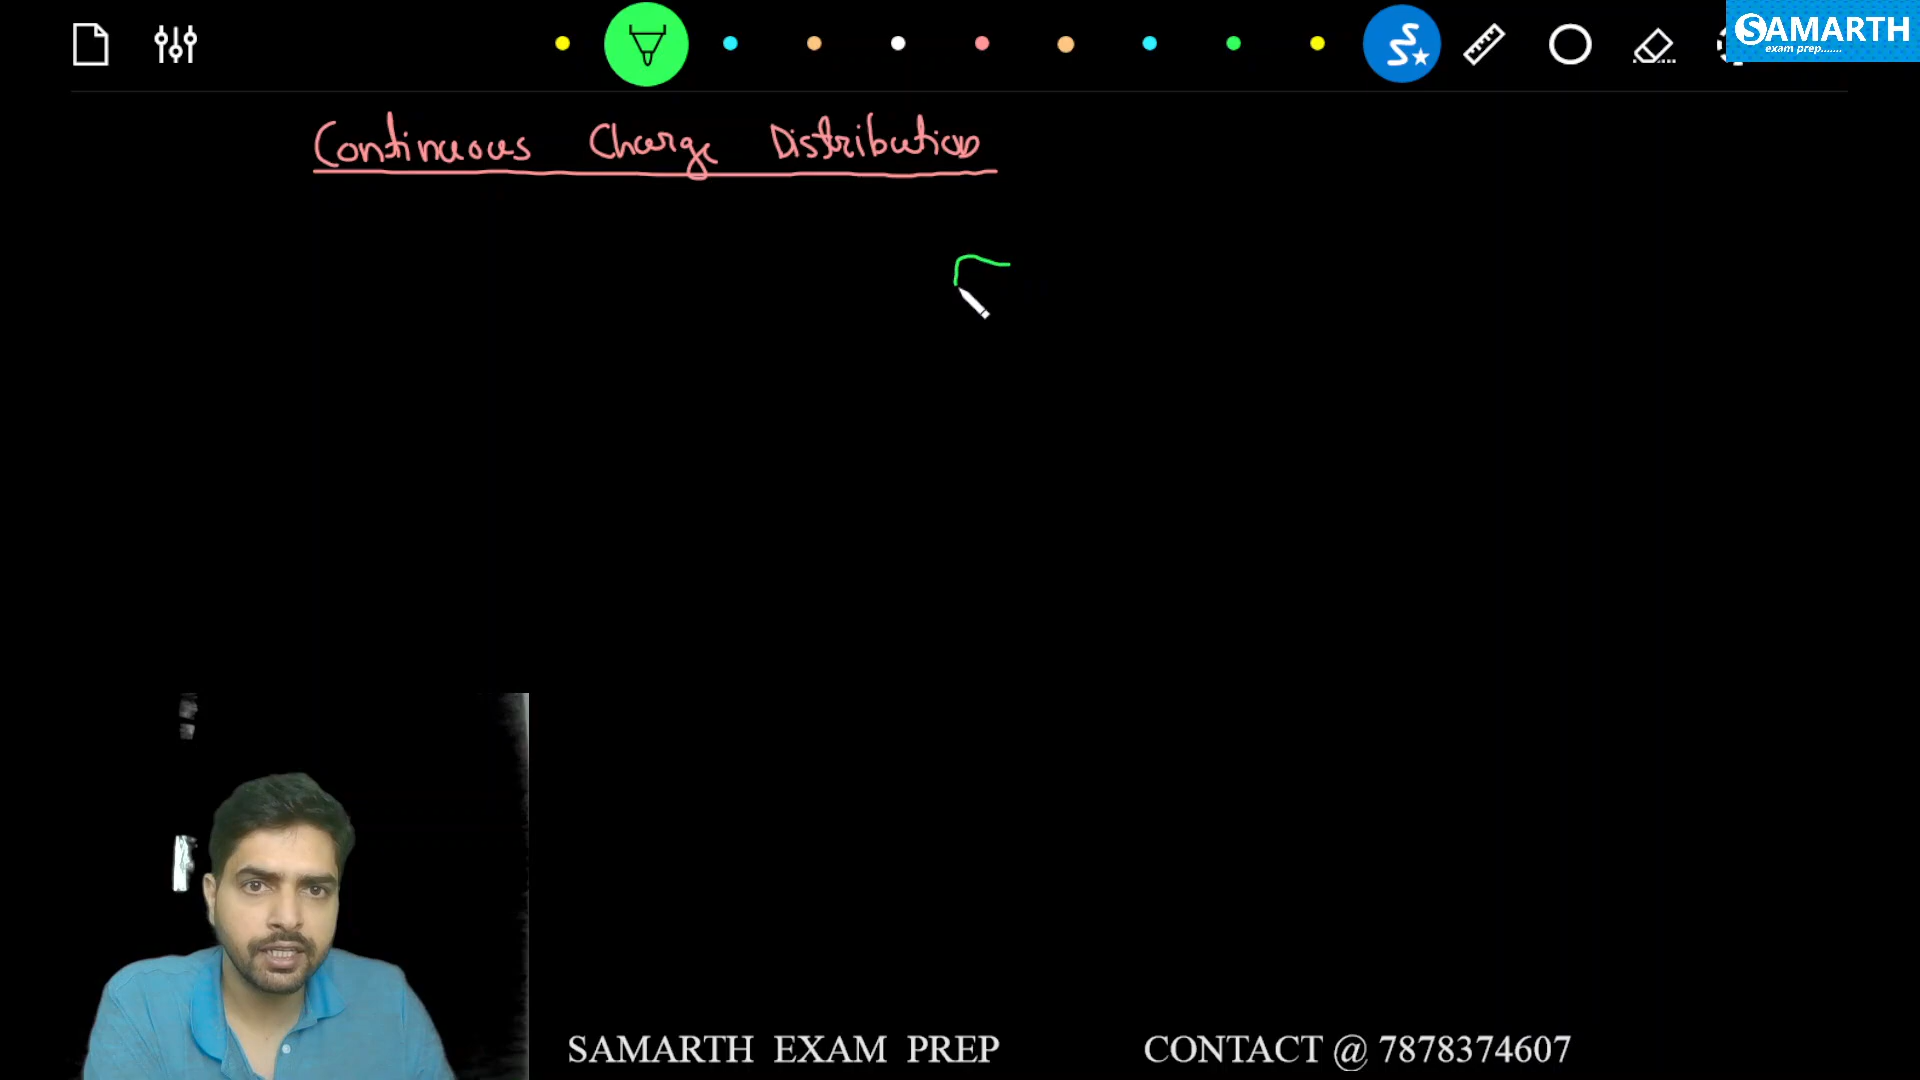 SAMARTH
exam prep.......
Continuous Charge Distribution
SAMARTH EXAM PREP
CONTACT @ 7878374607